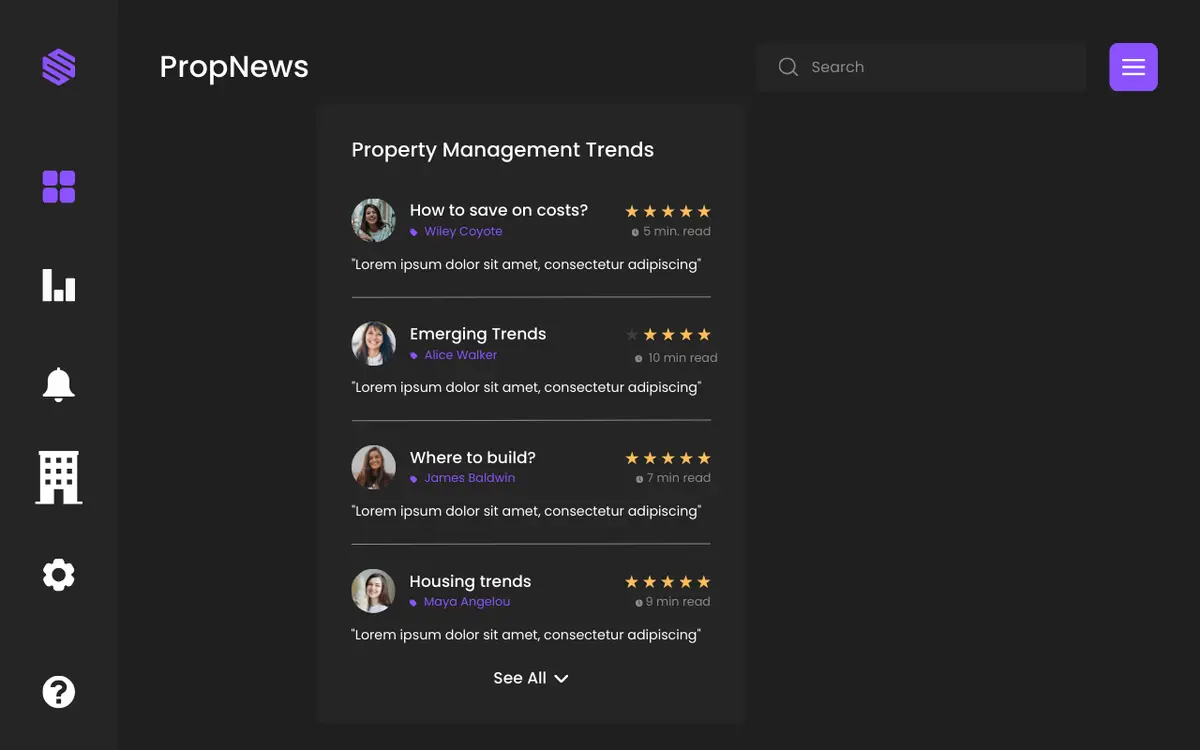 PropNews
Search
Property Management Trends
How to save on costs?
Wiley Coyote
5 min. read
"Lorem ipsum dolor sit amet, consectetur adipiscing"
Emerging Trends
Alice Walker
10 min read
"Lorem ipsum dolor sit amet, consectetur adipiscing"
Where to build?
James Baldwin
7 min read
"Lorem ipsum dolor sit amet, consectetur adipiscing"
Housing trends
Maya Angelou
9 min read
"Lorem ipsum dolor sit amet, consectetur adipiscing"
See All